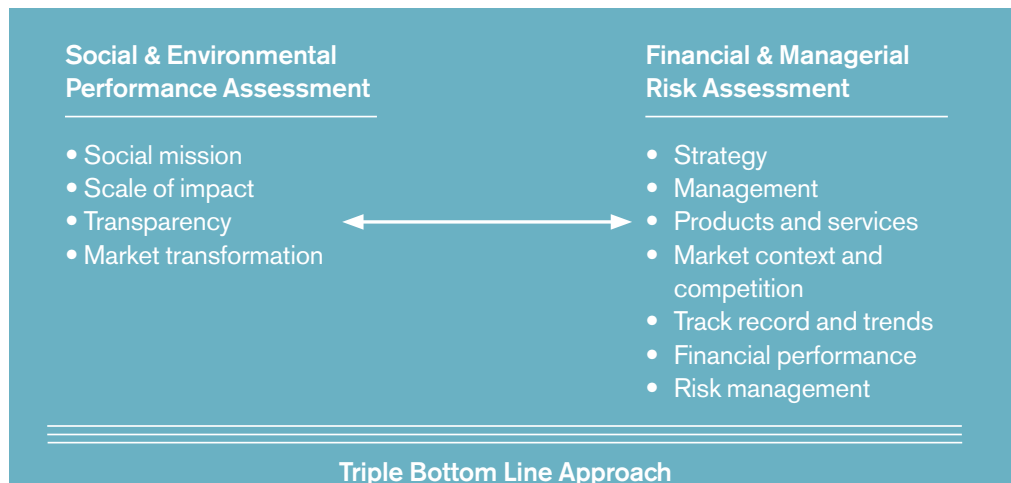 Social & Environmental
Performance Assessment
• Social mission
• Scale of impact
• Transparency
• Market transformation
Financial & Managerial
Risk Assessment
• Strategy
• Management
• Products and services
• Market context and
competition
• Track record and trends
• Financial performance
• Risk management
Triple Bottom Line Approach